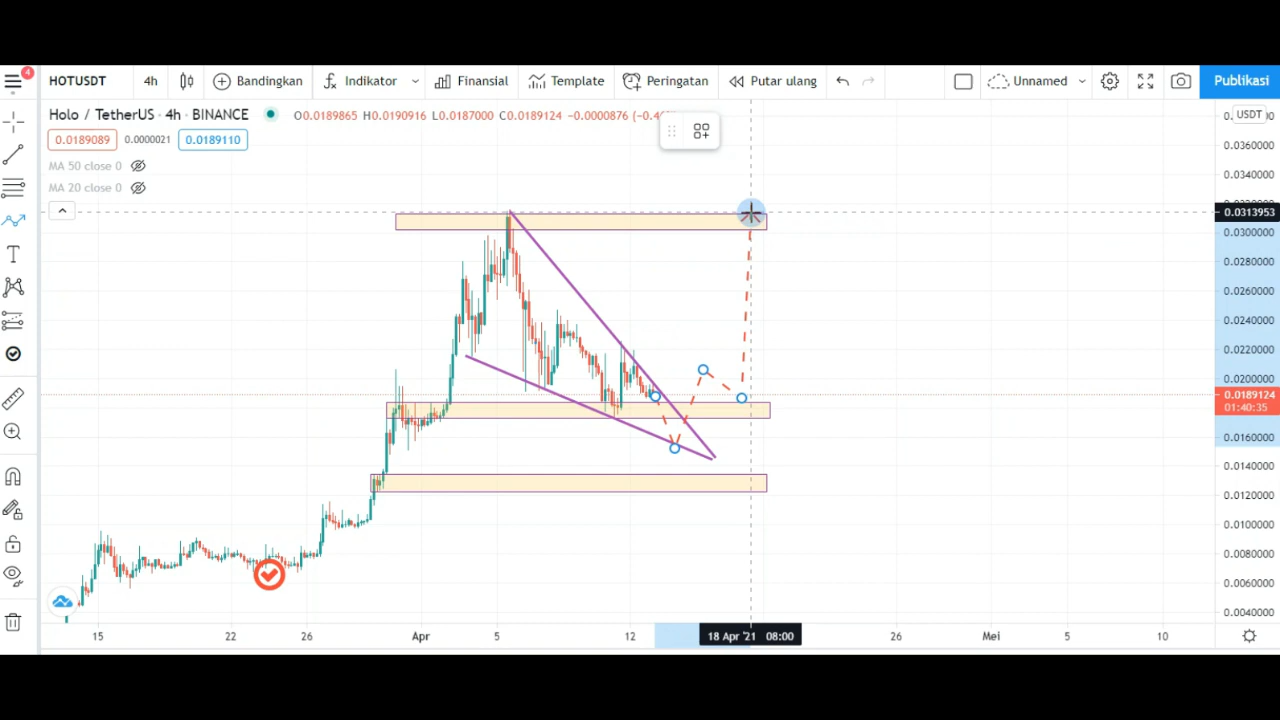 4
HOTUSDT 4h Bandingkan Indikator Finansial Template Peringatan Putar ulang Unnamed Publikasi
Holo / TetherUS · 4h · BINANCE O0.0189865 H0.0190916 L0.0187000 C0.0189124 −0.0000876
USDT
0.0189089 0.0000021 0.0189110
0.0360000
MA 50 close 0
0.0340000
MA 20 close 0
0.0313953
0.0300000
0.0280000
0.0260000
0.0240000
0.0220000
0.0200000
0.0189124
01:40:35
0.0160000
0.0140000
0.0120000
0.0100000
0.0080000
0.0060000
0.0040000
15 22 26 Apr 5 12 18 Apr '21 08:00 26 Mei 5 10